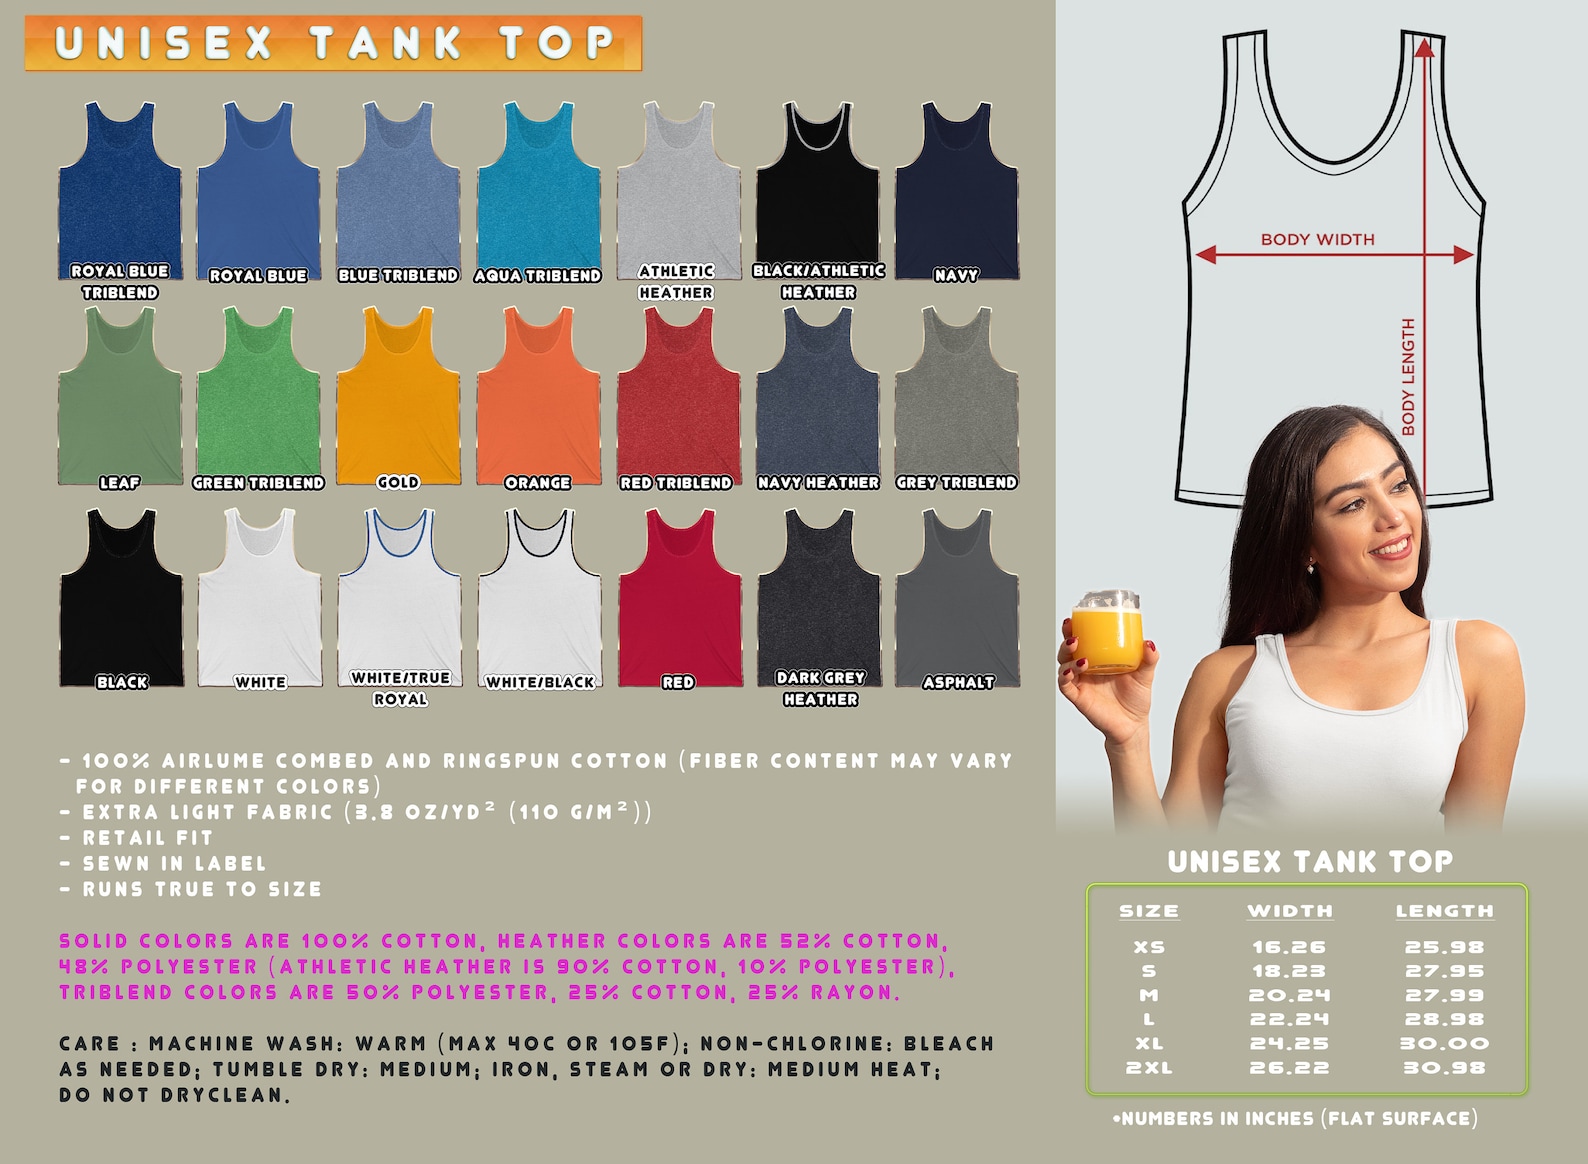 UNISEX TANK TOP
ROYAL BLUE
TRIBLEND
ROYAL BLUE
BLUE TRIBLEND
AQUA TRIBLEND
ATHLETIC
HEATHER
BLACK/ATHLETIC
HEATHER
NAVY
LEAF
GREEN TRIBLEND
GOLD
ORANGE
RED TRIBLEND
NAVY HEATHER
GREY TRIBLEND
BLACK
WHITE
WHITE/TRUE
ROYAL
WHITE/BLACK
RED
DARK GREY
HEATHER
ASPHALT
- 100% AIRLUME COMBED AND RINGSPUN COTTON (FIBER CONTENT MAY VARY
FOR DIFFERENT COLORS)
- EXTRA LIGHT FABRIC (3.8 OZ/YD² (110 G/M²))
- RETAIL FIT
- SEWN IN LABEL
- RUNS TRUE TO SIZE
SOLID COLORS ARE 100% COTTON, HEATHER COLORS ARE 52% COTTON,
48% POLYESTER (ATHLETIC HEATHER IS 90% COTTON, 10% POLYESTER),
TRIBLEND COLORS ARE 50% POLYESTER, 25% COTTON, 25% RAYON.
CARE : MACHINE WASH: WARM (MAX 40C OR 105F); NON-CHLORINE: BLEACH
AS NEEDED; TUMBLE DRY: MEDIUM; IRON, STEAM OR DRY: MEDIUM HEAT;
DO NOT DRYCLEAN.
BODY WIDTH
BODY LENGTH
UNISEX TANK TOP
SIZE WIDTH LENGTH
XS 16.26 25.98
S 18.23 27.95
M 20.24 27.99
L 22.24 28.98
XL 24.25 30.00
2XL 26.22 30.98
*NUMBERS IN INCHES (FLAT SURFACE)